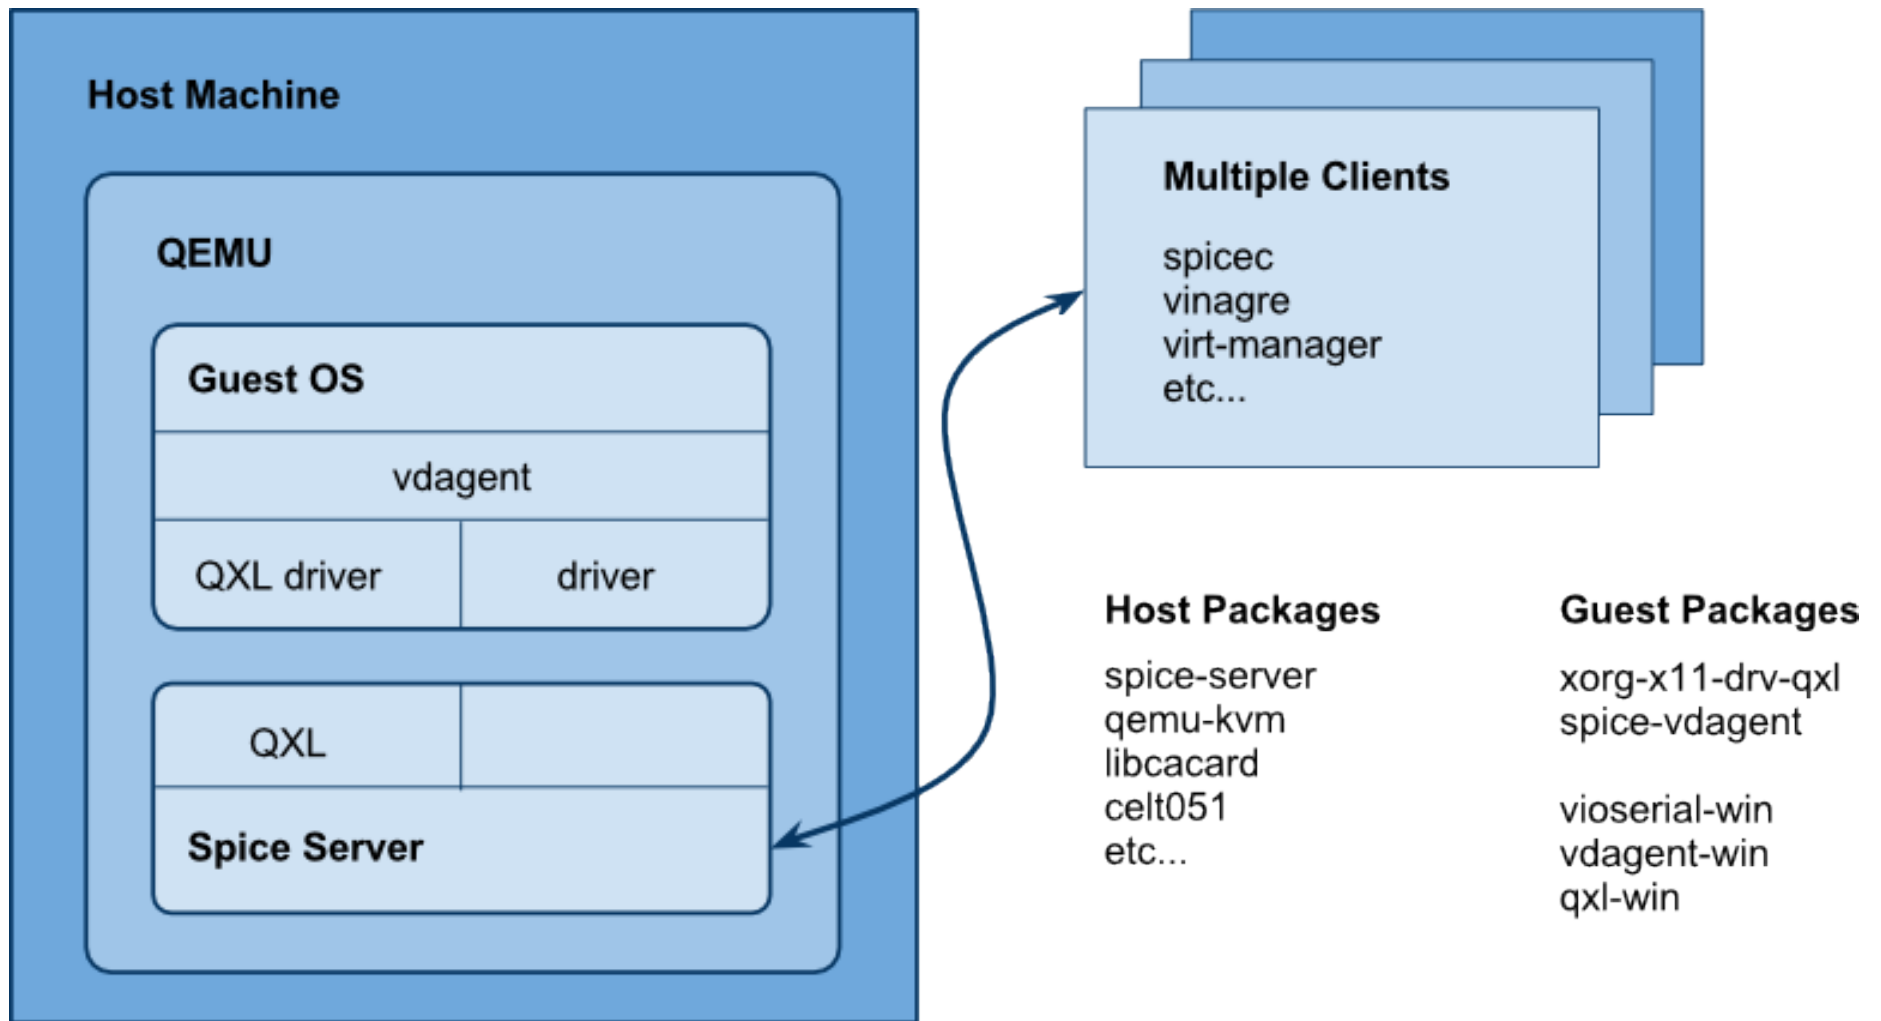 Host Machine
QEMU
Guest OS
vdagent
QXL driver
driver
QXL
Spice Server
Multiple Clients
spicec
vinagre
virt-manager
etc...
Host Packages
spice-server
qemu-kvm
libcacard
celt051
etc...
Guest Packages
xorg-x11-drv-qxl
spice-vdagent
vioserial-win
vdagent-win
qxl-win